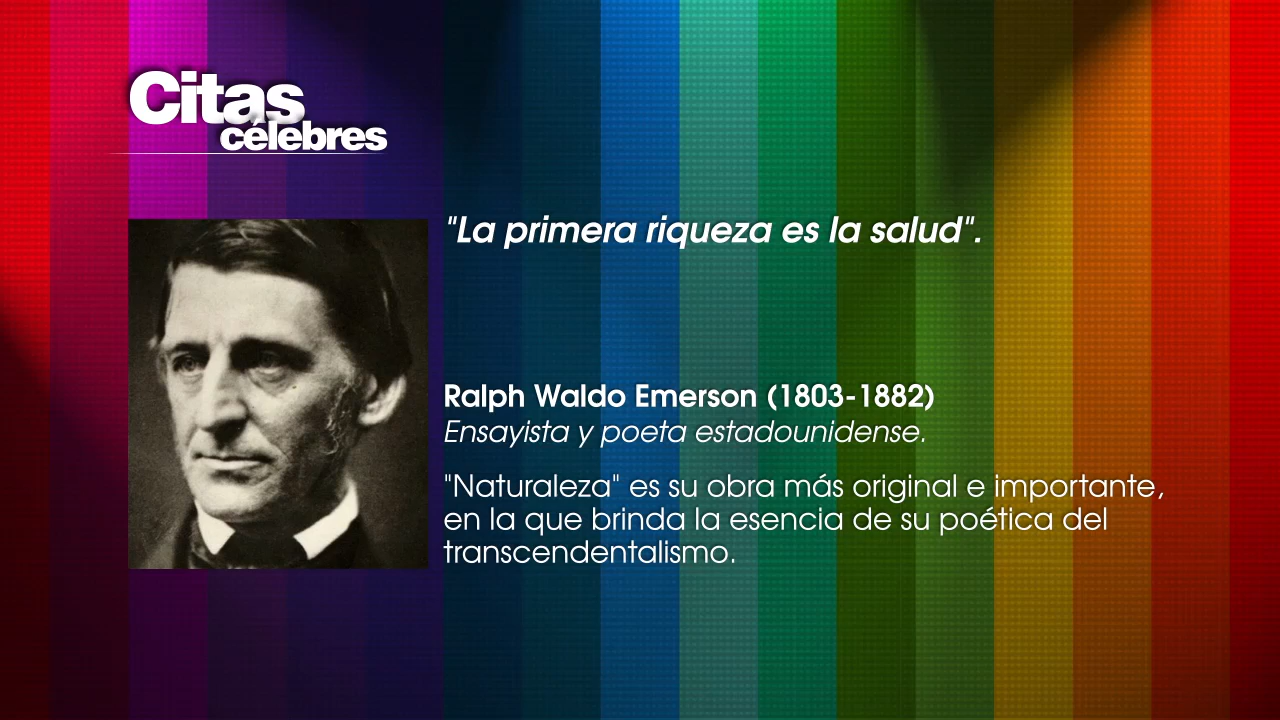 Citas
célebres
"La primera riqueza es la salud".
Ralph Waldo Emerson (1803-1882)
Ensayista y poeta estadounidense.
"Naturaleza" es su obra más original e importante,
en la que brinda la esencia de su poética del
transcendentalismo.